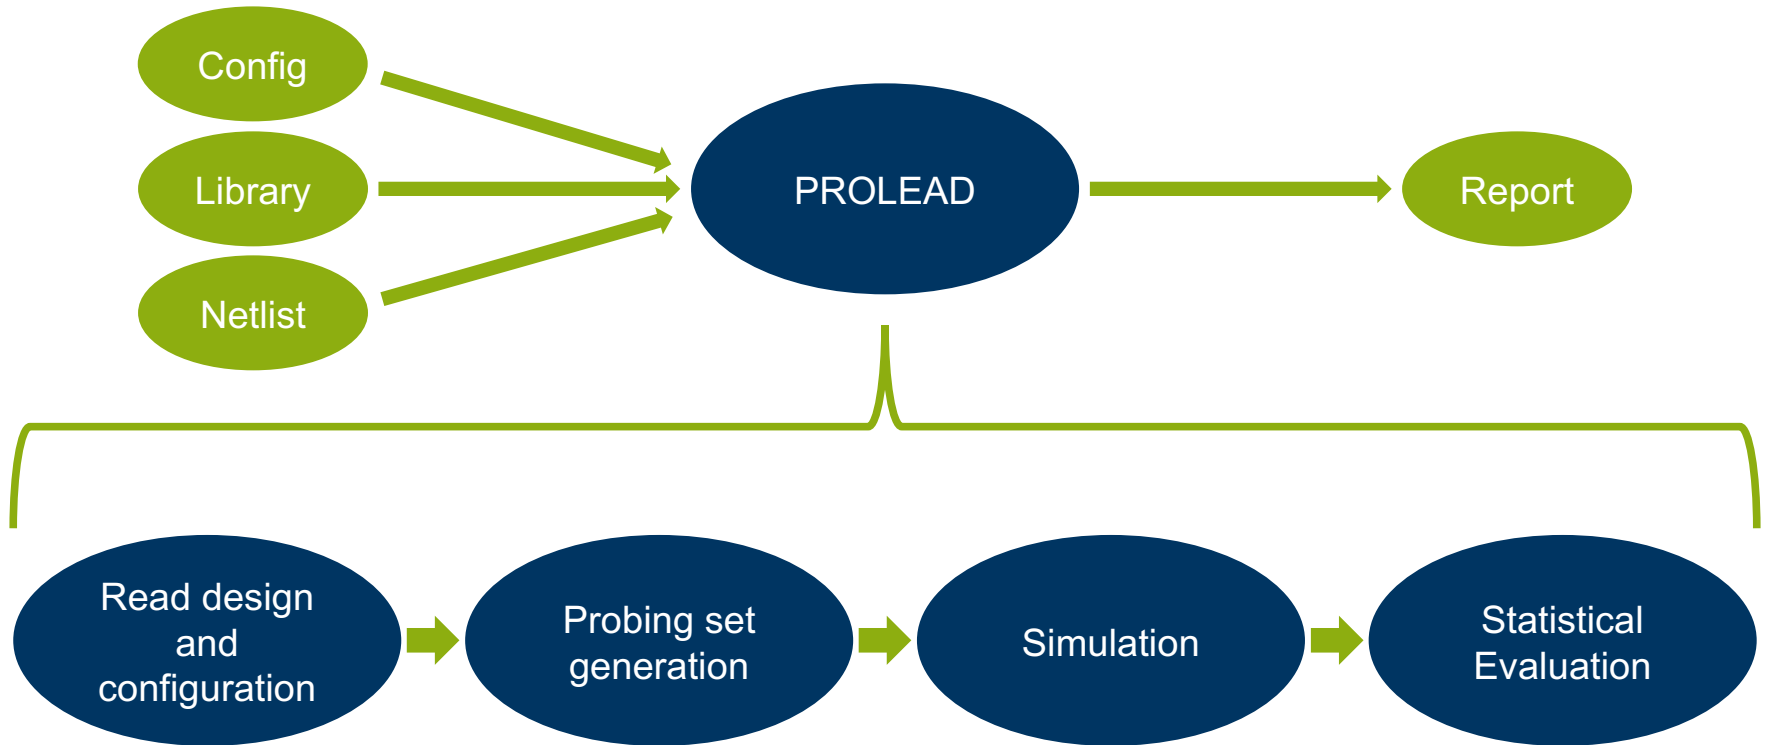 Config
Library
Netlist
PROLEAD
Report
Read design
and
configuration
Probing set
generation
Simulation
Statistical
Evaluation